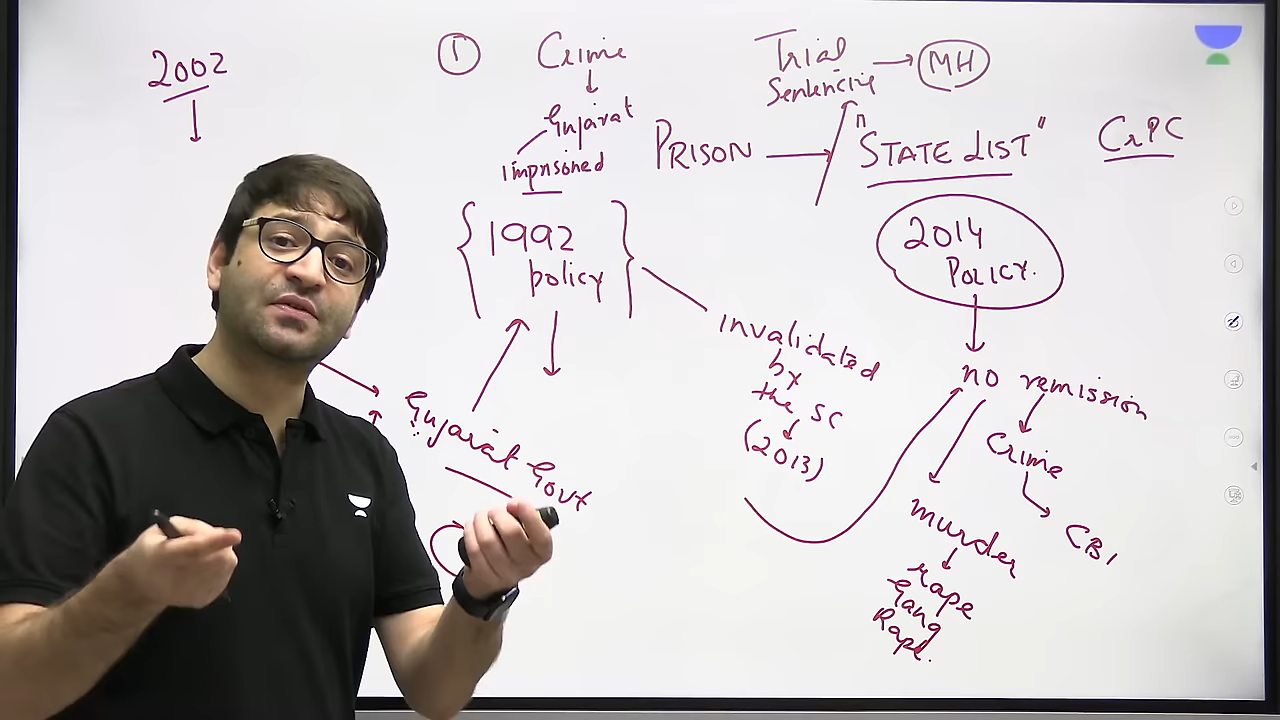 2002
① Crime
Gujarat
imprisoned
Trial
Sentencing
MH
PRISON
"STATE LIST"
CrPC
{ 1992
policy }
2014
POLICY.
invalidated
by
the SC
(2013)
no remission
Crime
CBI
murder
rape
Gang
Rape.
Gujarat Govt